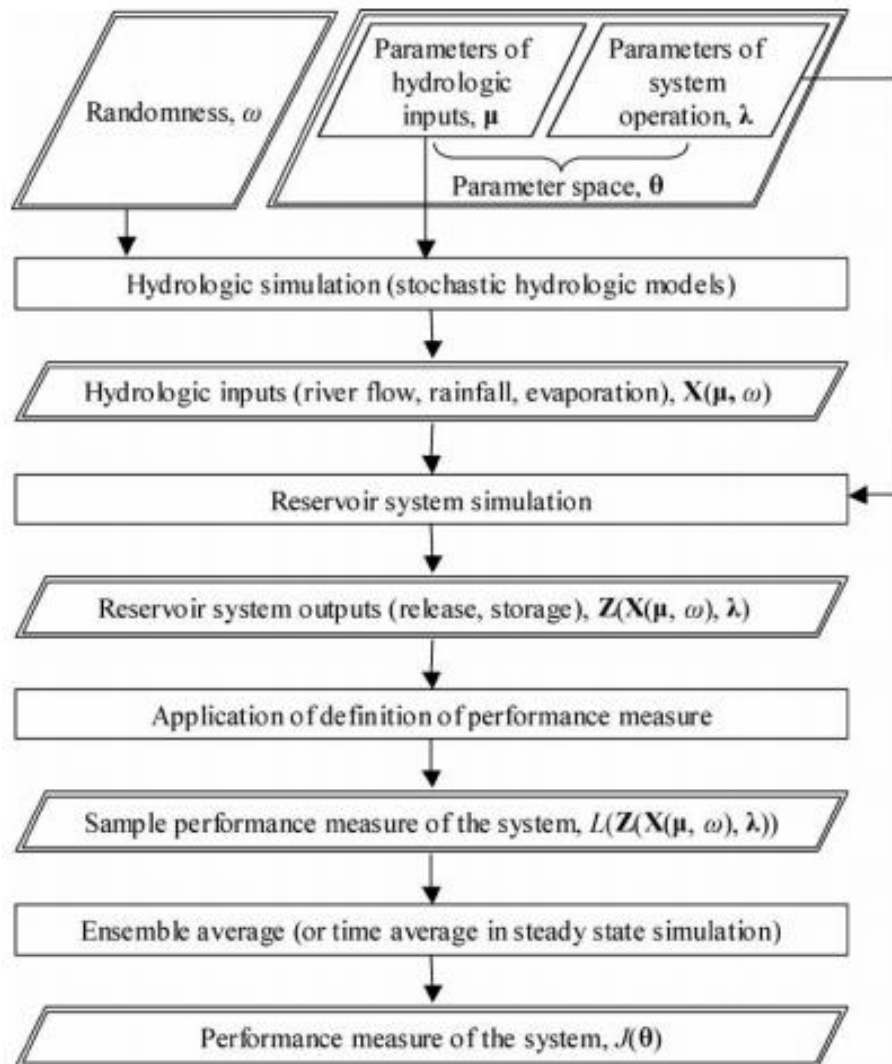 Randomness, ω
Parameters of
hydrologic
inputs, μ
Parameters of
system
operation, λ
Parameter space, θ
Hydrologic simulation (stochastic hydrologic models)
Hydrologic inputs (river flow, rainfall, evaporation), X(μ, ω)
Reservoir system simulation
Reservoir system outputs (release, storage), Z(X(μ, ω), λ)
Application of definition of performance measure
Sample performance measure of the system, L(Z(X(μ, ω), λ))
Ensemble average (or time average in steady state simulation)
Performance measure of the system, J(θ)